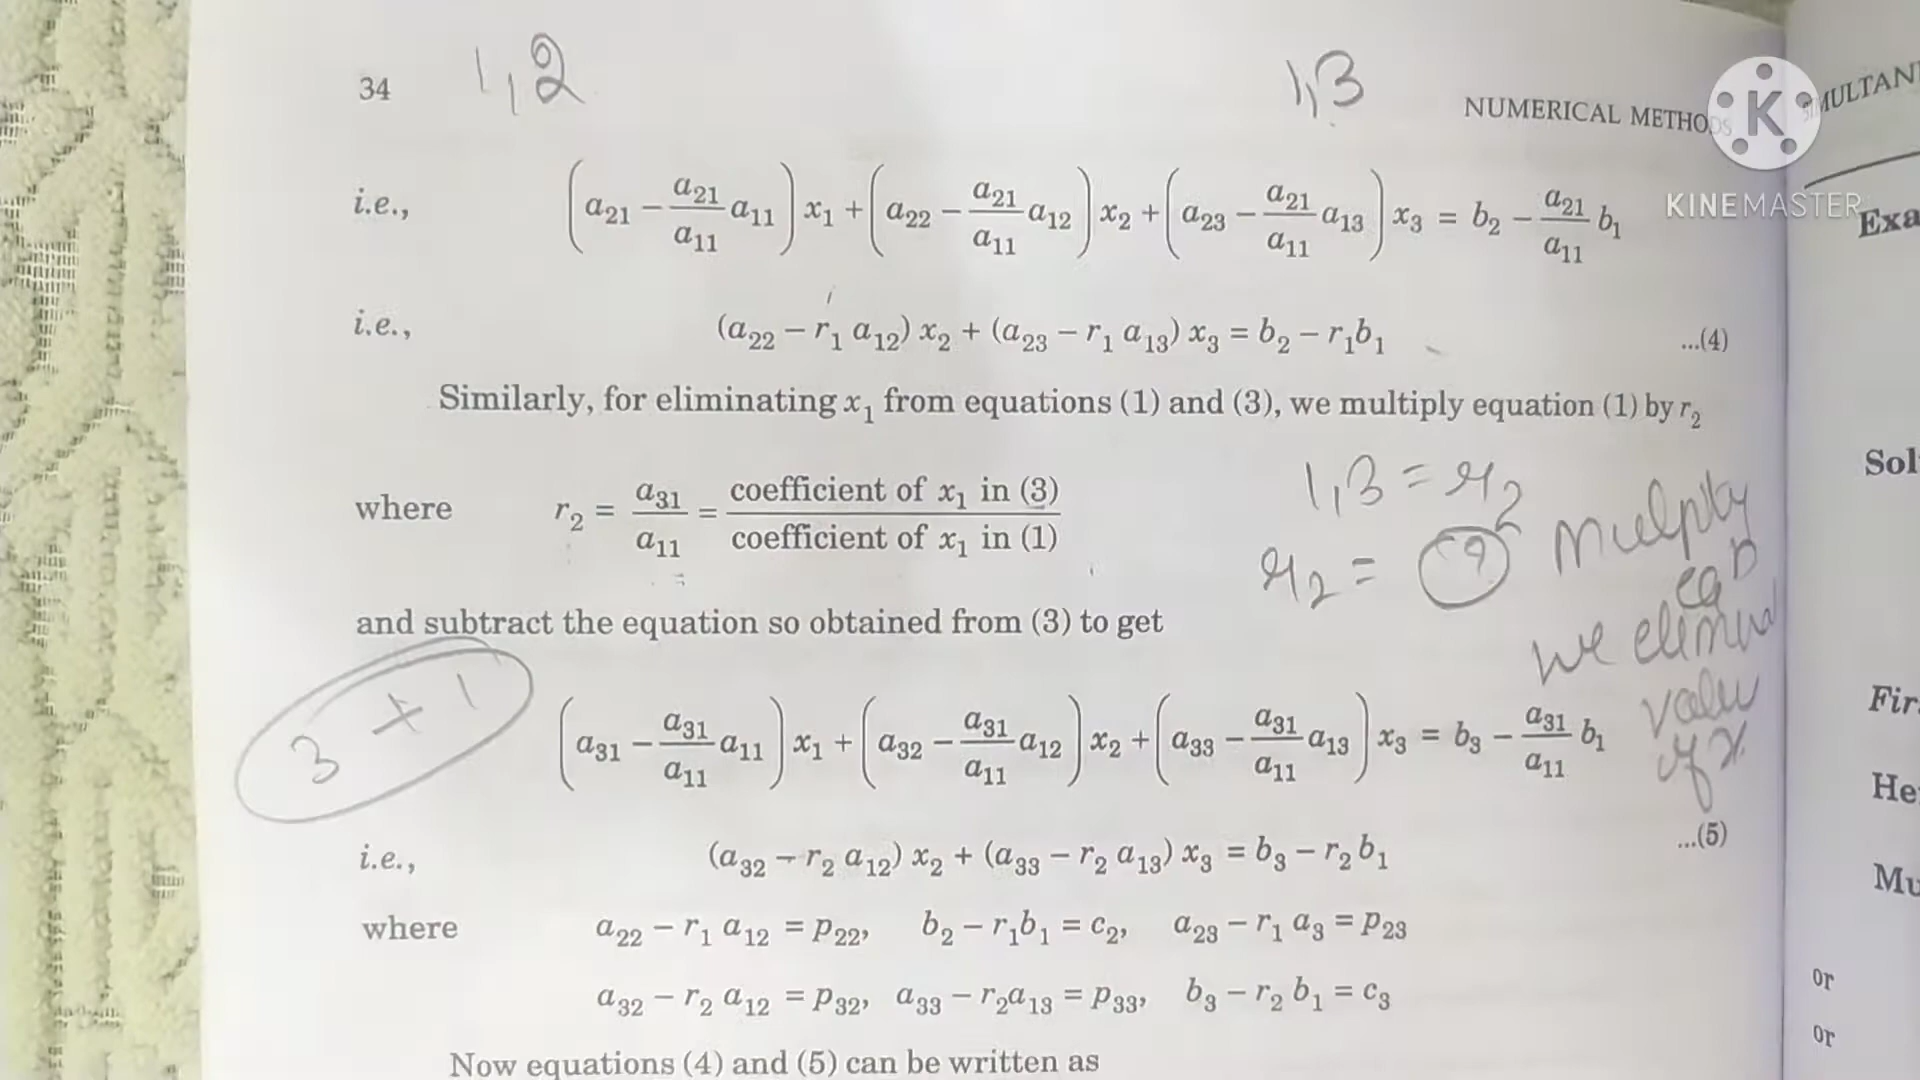 34 1,2 1,3 NUMERICAL METHODS
SIMULTAN
K
KINEMASTER
i.e., (a21 − a21/a11 a11) x1 + (a22 − a21/a11 a12) x2 + (a23 − a21/a11 a13) x3 = b2 − a21/a11 b1
Exa
i.e., (a22 − r1 a12) x2 + (a23 − r1 a13) x3 = b2 − r1b1 ...(4)
Similarly, for eliminating x1 from equations (1) and (3), we multiply equation (1) by r2
where r2 = a31/a11 = coefficient of x1 in (3)/coefficient of x1 in (1)
1,3 = r2
r2 = ?
and subtract the equation so obtained from (3) to get
we
of x
3 1
(a31 − a31/a11 a11) x1 + (a32 − a31/a11 a12) x2 + (a33 − a31/a11 a13) x3 = b3 − a31/a11 b1
i.e., (a32 − r2 a12) x2 + (a33 − r2 a13) x3 = b3 − r2 b1 ...(5)
where a22 − r1 a12 = p22, b2 − r1b1 = c2, a23 − r1 a3 = p23
a32 − r2 a12 = p32, a33 − r2a13 = p33, b3 − r2 b1 = c3
Now equations (4) and (5) can be written as
Sol
Fir
He
Mu
or
or